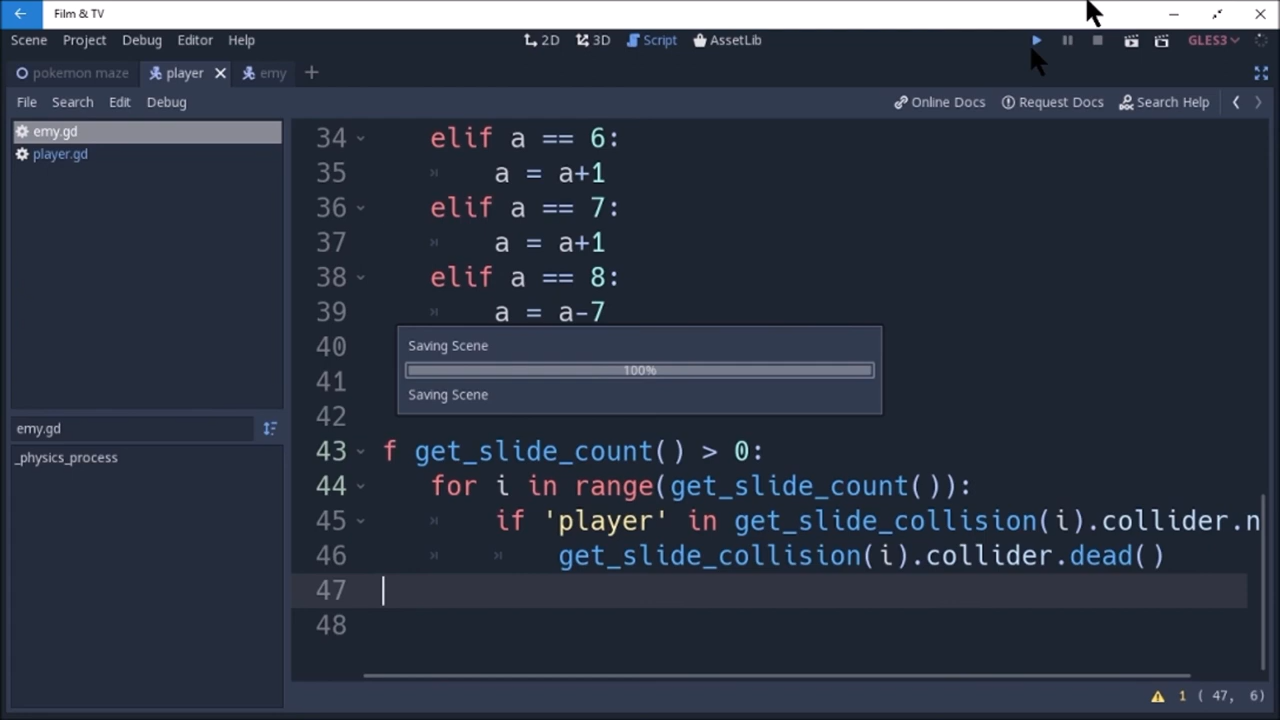 Film & TV
Scene Project Debug Editor Help 2D 3D Script AssetLib GLES3
pokemon maze player emy
File Search Edit Debug Online Docs Request Docs Search Help
emy.gd
player.gd
emy.gd
_physics_process
34 elif a == 6:
35 a = a+1
36 elif a == 7:
37 a = a+1
38 elif a == 8:
39 a = a-7
40
41
42
43 f get_slide_count() > 0:
44 for i in range(get_slide_count()):
45 if 'player' in get_slide_collision(i).collider.n
46 get_slide_collision(i).collider.dead()
47
48
Saving Scene
100%
Saving Scene
1 ( 47, 6)